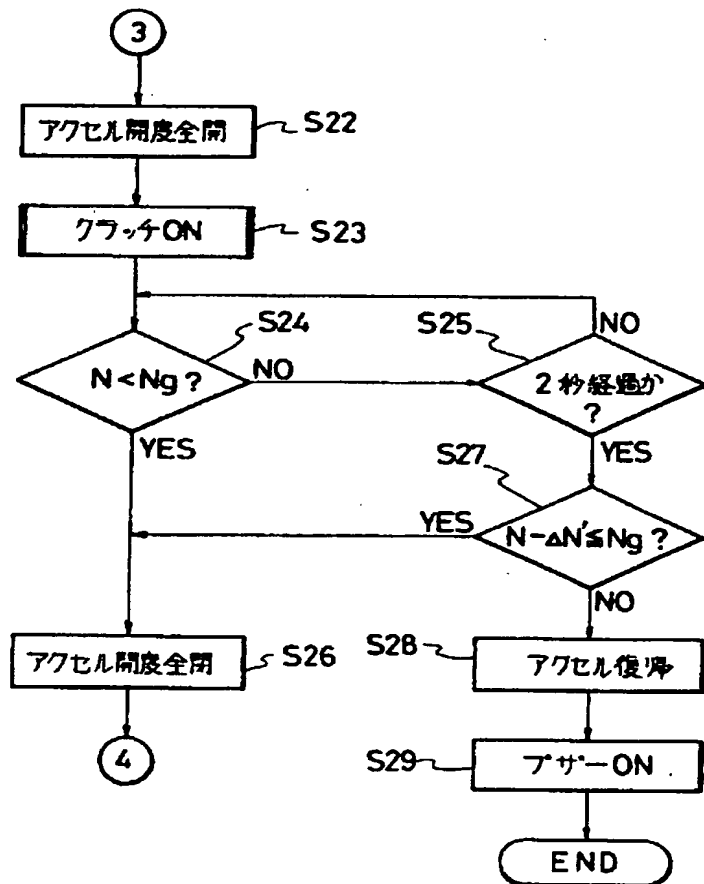 3
アクセル開度全開
S22
クラッチON
S23
S24
S25
NO
N<Ng?
NO
2秒経過か
?
YES
S27
YES
YES
N-ΔN'≦Ng?
NO
アクセル開度全閉
S26
S28
アクセル復帰
4
S29
ブザーON
END